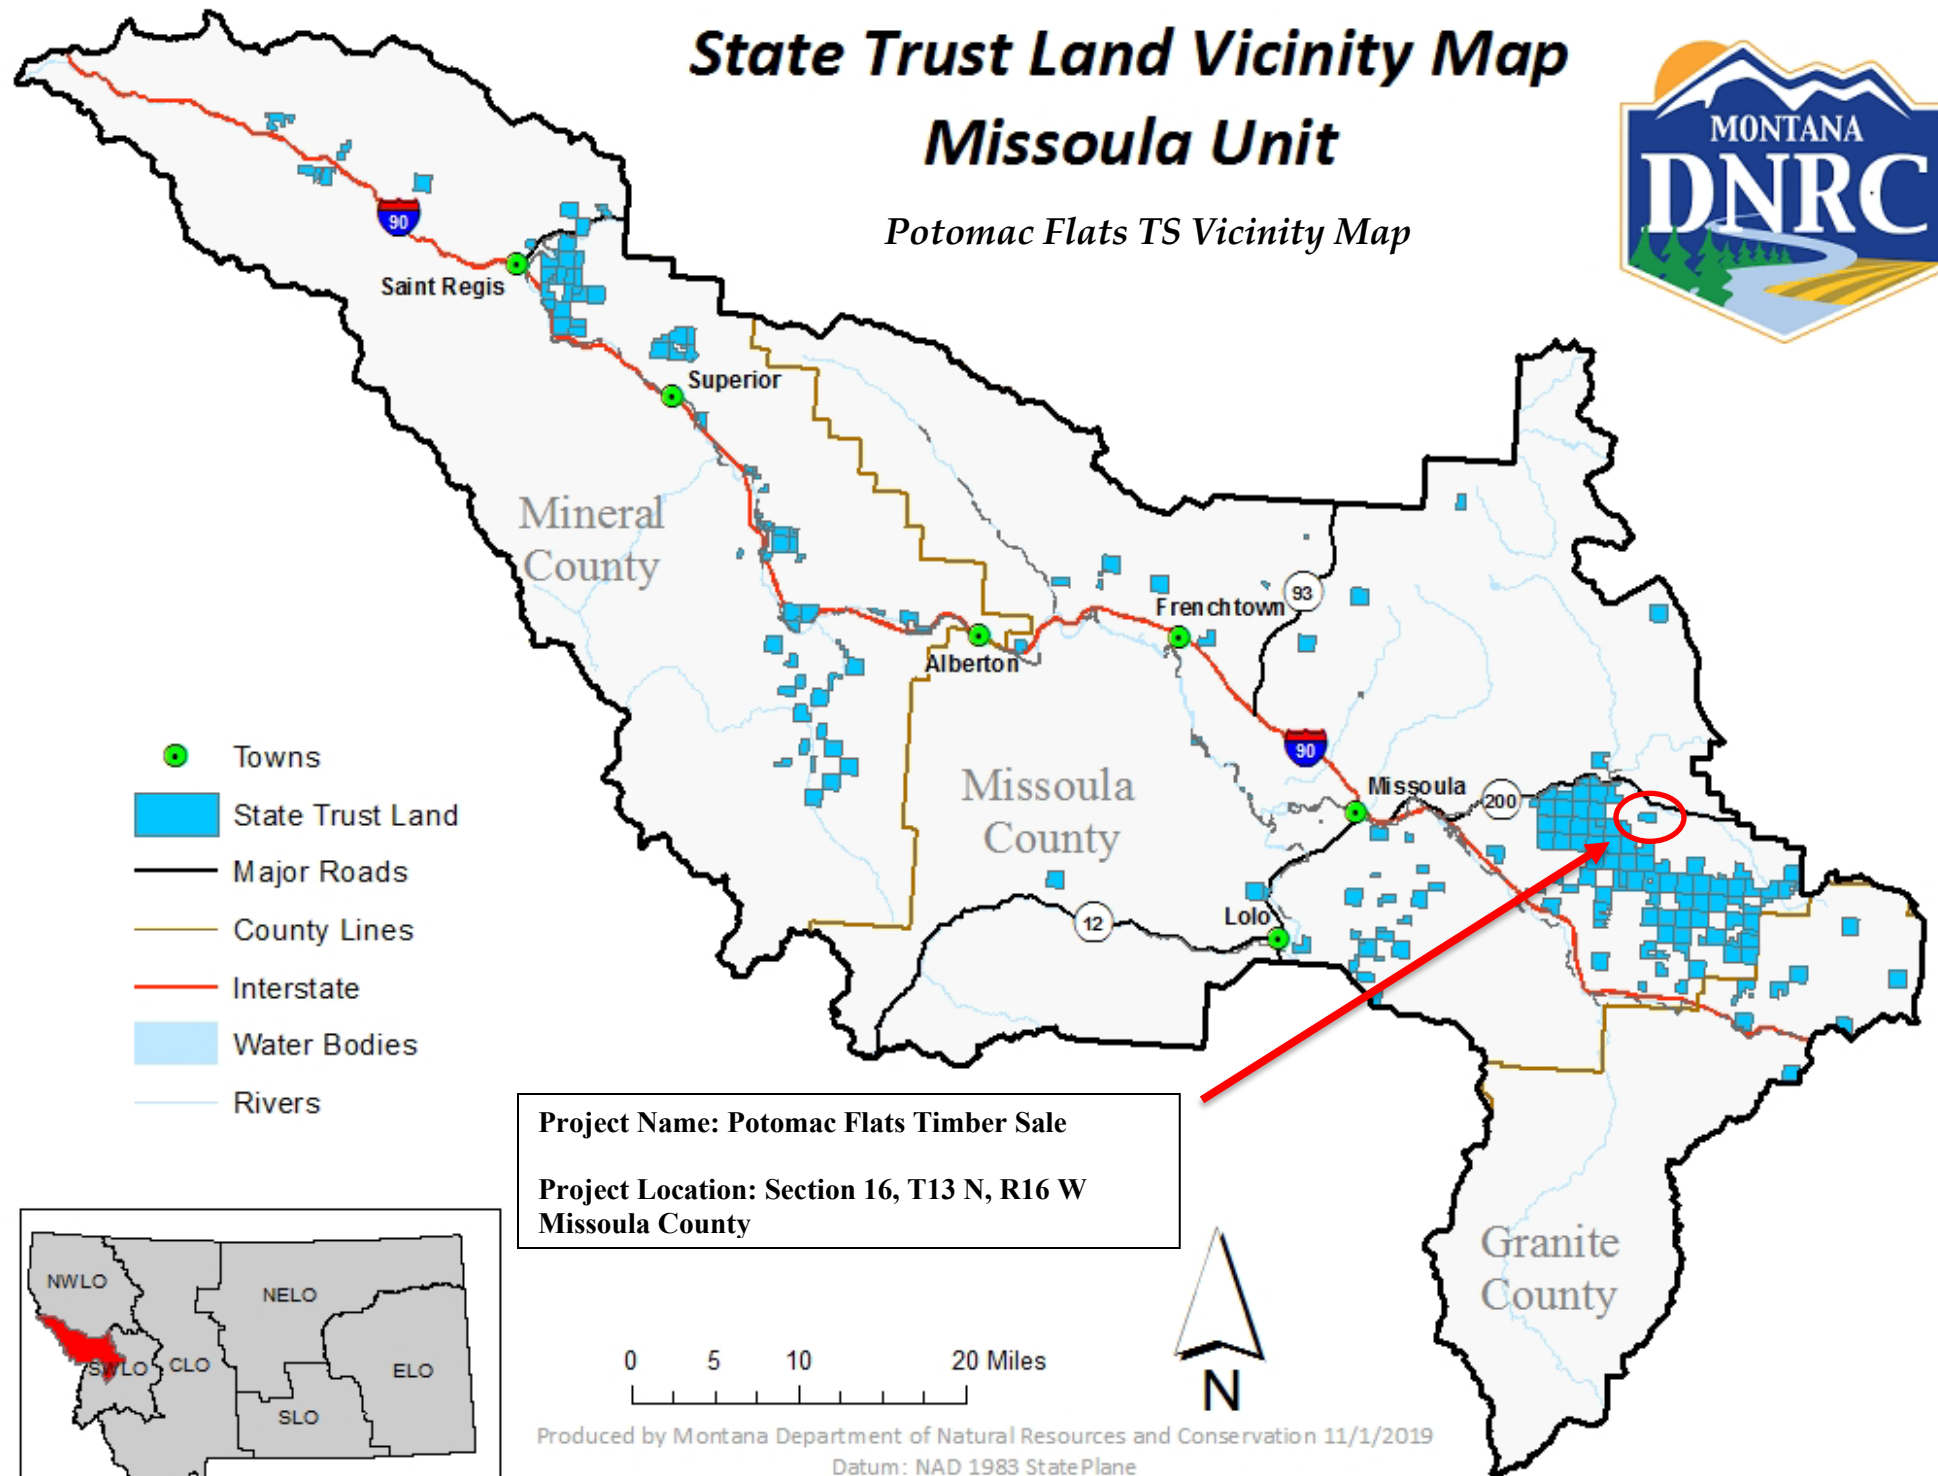 State Trust Land Vicinity Map
Missoula Unit
Potomac Flats TS Vicinity Map
MONTANA
DNRC
90
Saint Regis
Superior
Mineral
County
93
Frenchtown
Alberton
90
Missoula
200
Missoula
County
12
Lolo
Granite
County
Towns
State Trust Land
Major Roads
County Lines
Interstate
Water Bodies
Rivers
Project Name: Potomac Flats Timber Sale
Project Location: Section 16, T13 N, R16 W
Missoula County
NWLO
SWLO
CLO
NELO
ELO
SLO
0 5 10 20 Miles
N
Produced by Montana Department of Natural Resources and Conservation 11/1/2019
Datum: NAD 1983 StatePlane